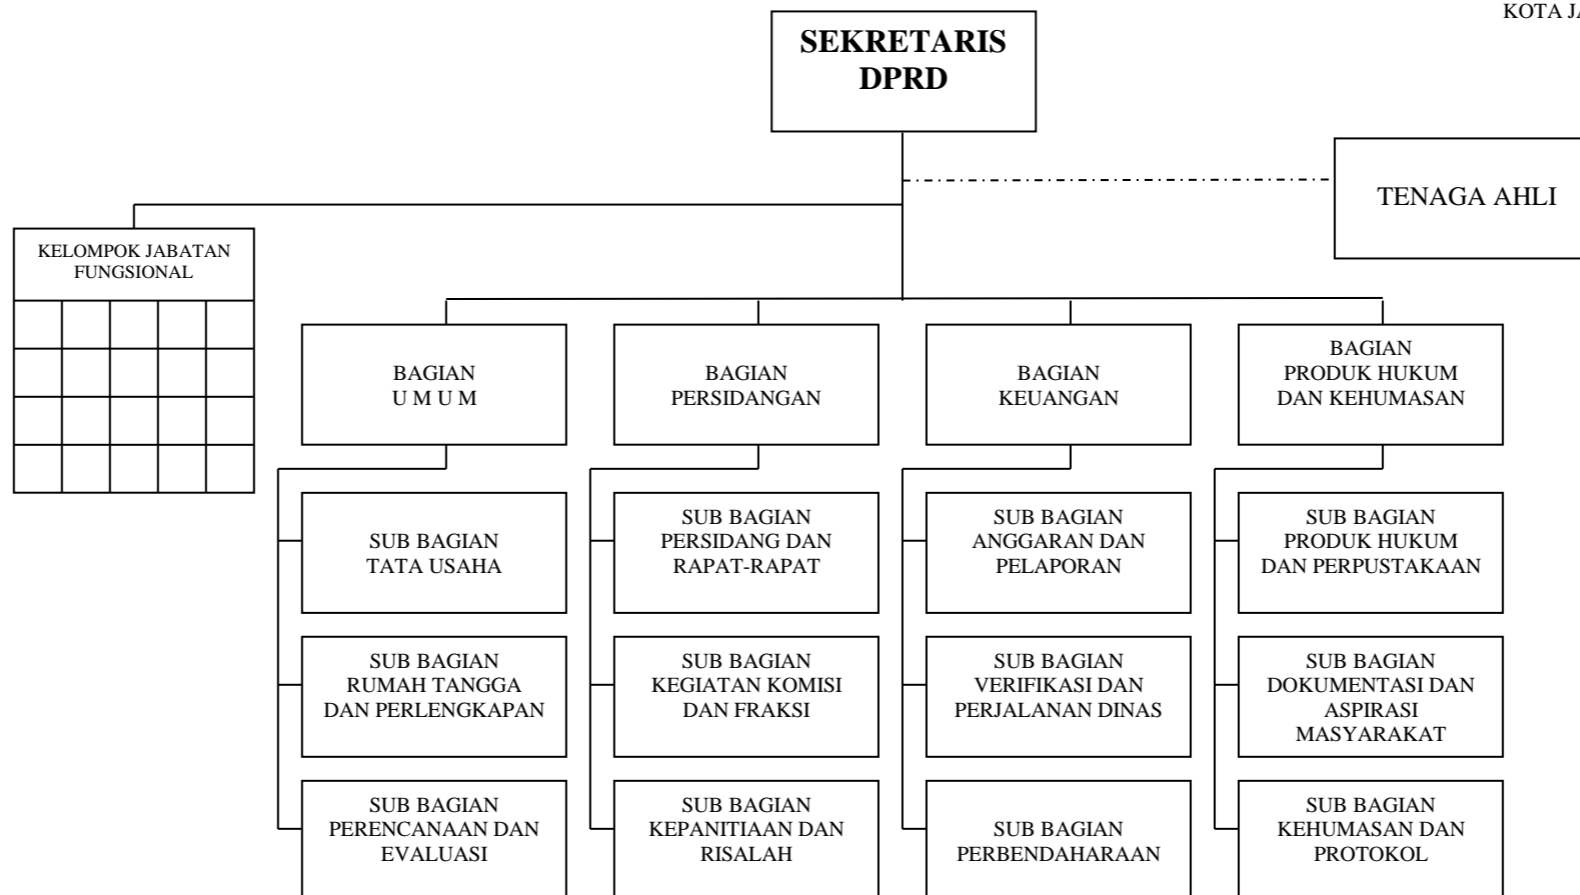 KOTA JA
SEKRETARIS
DPRD
TENAGA AHLI
KELOMPOK JABATAN
FUNGSIONAL
BAGIAN
U M U M
BAGIAN
PERSIDANGAN
BAGIAN
KEUANGAN
BAGIAN
PRODUK HUKUM
DAN KEHUMASAN
SUB BAGIAN
TATA USAHA
SUB BAGIAN
PERSIDANG DAN
RAPAT-RAPAT
SUB BAGIAN
ANGGARAN DAN
PELAPORAN
SUB BAGIAN
PRODUK HUKUM
DAN PERPUSTAKAAN
SUB BAGIAN
RUMAH TANGGA
DAN PERLENGKAPAN
SUB BAGIAN
KEGIATAN KOMISI
DAN FRAKSI
SUB BAGIAN
VERIFIKASI DAN
PERJALANAN DINAS
SUB BAGIAN
DOKUMENTASI DAN
ASPIRASI
MASYARAKAT
SUB BAGIAN
PERENCANAAN DAN
EVALUASI
SUB BAGIAN
KEPANITIAAN DAN
RISALAH
SUB BAGIAN
PERBENDAHARAAN
SUB BAGIAN
KEHUMASAN DAN
PROTOKOL